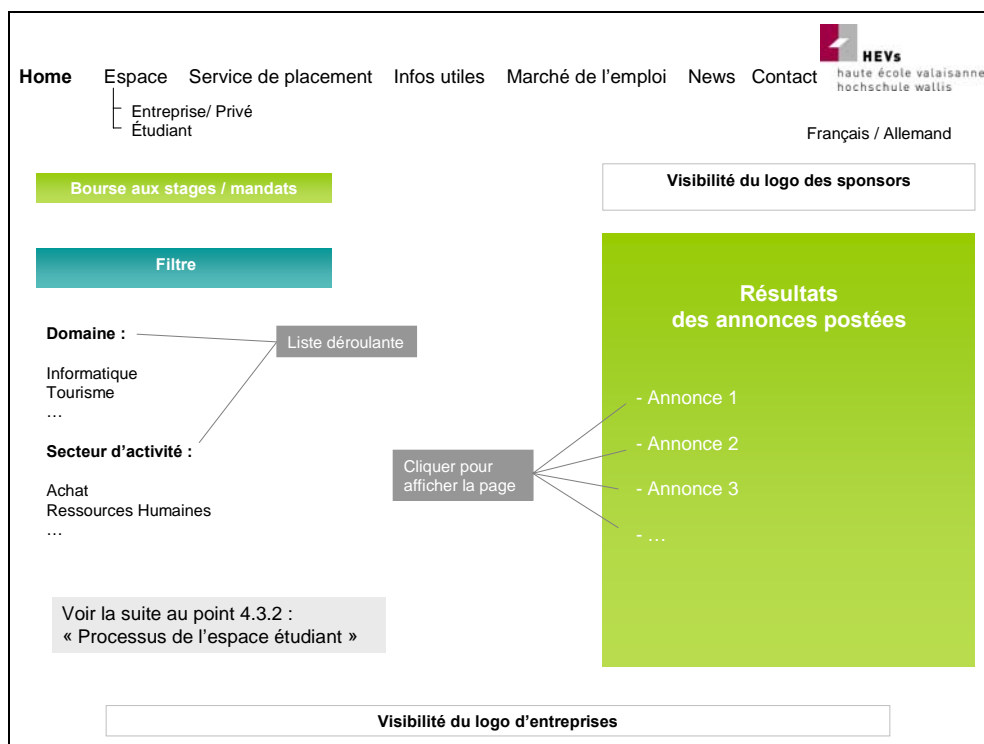 HEVs
haute école valaisanne
hochschule wallis
Home Espace Service de placement Infos utiles Marché de l'emploi News Contact
Entreprise/ Privé
Étudiant
Français / Allemand
Bourse aux stages / mandats
Visibilité du logo des sponsors
Filtre
Résultats
des annonces postées
Domaine :
Liste déroulante
Informatique
Tourisme
…
Secteur d'activité :
Achat
Ressources Humaines
…
Cliquer pour
afficher la page
- Annonce 1
- Annonce 2
- Annonce 3
- …
Voir la suite au point 4.3.2 :
« Processus de l'espace étudiant »
Visibilité du logo d'entreprises